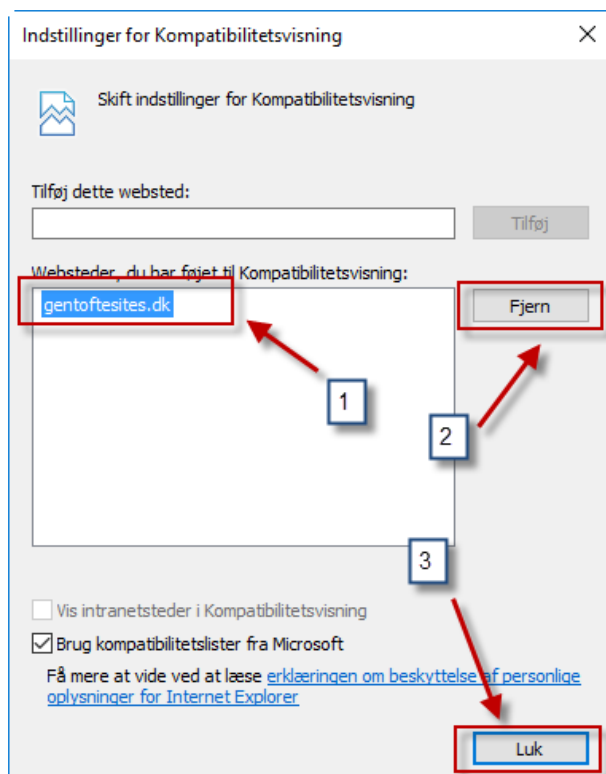 Indstillinger for Kompatibilitetsvisning
Skift indstillinger for Kompatibilitetsvisning
Tilføj dette websted:
Tilføj
Websteder, du har føjet til Kompatibilitetsvisning:
gentoftesites.dk
Fjern
1
2
3
Vis intranetsteder i Kompatibilitetsvisning
Brug kompatibilitetslister fra Microsoft
Få mere at vide ved at læse erklæringen om beskyttelse af personlige
oplysninger for Internet Explorer
Luk